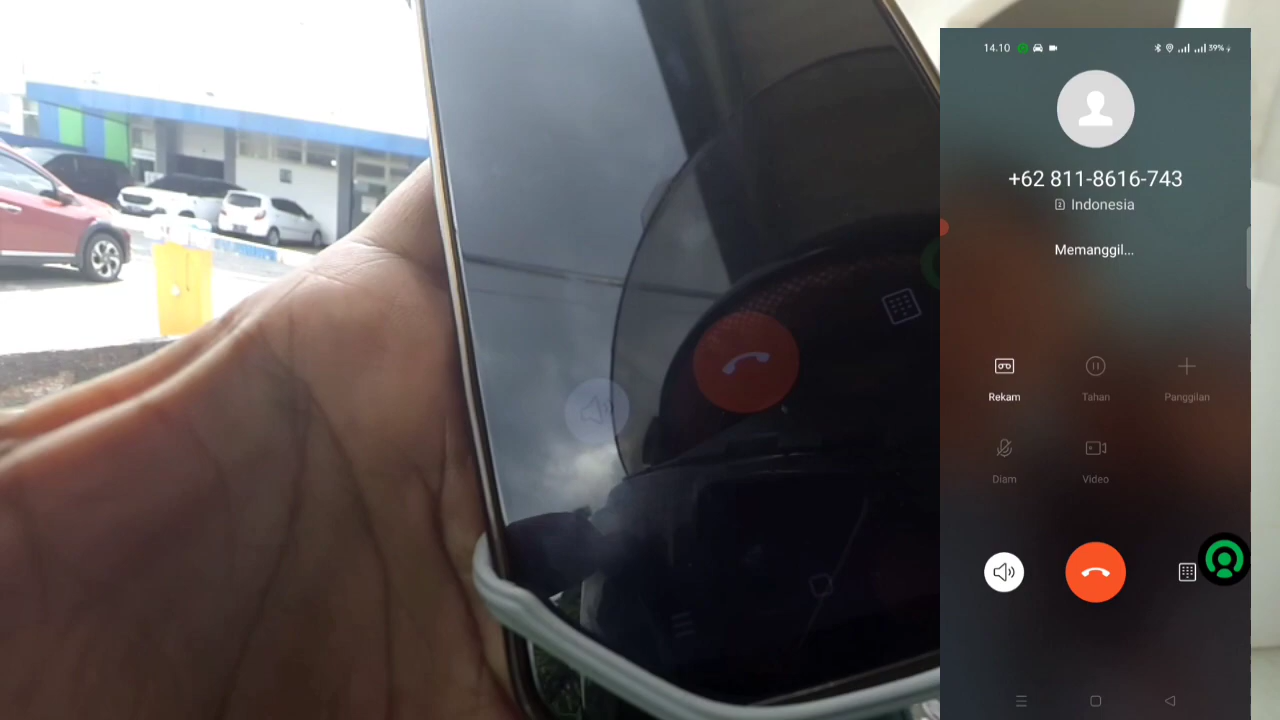 14.10
39%
+62 811-8616-743
Indonesia
Memanggil...
Rekam
Tahan
Panggilan
Diam
Video